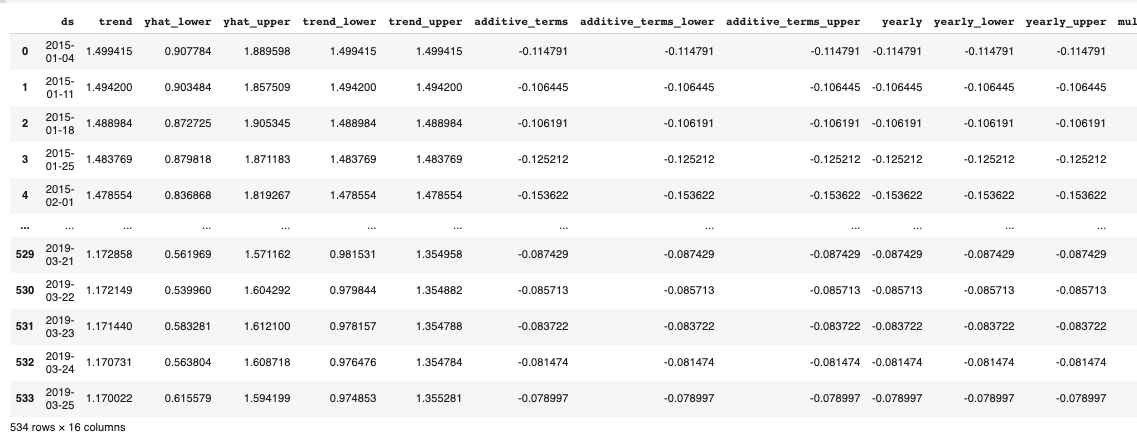 ds trend yhat_lower yhat_upper trend_lower trend_upper additive_terms additive_terms_lower additive_terms_upper yearly yearly_lower yearly_upper mul
0 2015-01-04 1.499415 0.907784 1.889598 1.499415 1.499415 -0.114791 -0.114791 -0.114791 -0.114791 -0.114791 -0.114791
1 2015-01-11 1.494200 0.903484 1.857509 1.494200 1.494200 -0.106445 -0.106445 -0.106445 -0.106445 -0.106445 -0.106445
2 2015-01-18 1.488984 0.872725 1.905345 1.488984 1.488984 -0.106191 -0.106191 -0.106191 -0.106191 -0.106191 -0.106191
3 2015-01-25 1.483769 0.879818 1.871183 1.483769 1.483769 -0.125212 -0.125212 -0.125212 -0.125212 -0.125212 -0.125212
4 2015-02-01 1.478554 0.836868 1.819267 1.478554 1.478554 -0.153622 -0.153622 -0.153622 -0.153622 -0.153622 -0.153622
... ... ... ... ... ... ... ... ... ... ... ... ...
529 2019-03-21 1.172858 0.561969 1.571162 0.981531 1.354958 -0.087429 -0.087429 -0.087429 -0.087429 -0.087429 -0.087429
530 2019-03-22 1.172149 0.539960 1.604292 0.979844 1.354882 -0.085713 -0.085713 -0.085713 -0.085713 -0.085713 -0.085713
531 2019-03-23 1.171440 0.583281 1.612100 0.978157 1.354788 -0.083722 -0.083722 -0.083722 -0.083722 -0.083722 -0.083722
532 2019-03-24 1.170731 0.563804 1.608718 0.976476 1.354784 -0.081474 -0.081474 -0.081474 -0.081474 -0.081474 -0.081474
533 2019-03-25 1.170022 0.615579 1.594199 0.974853 1.355281 -0.078997 -0.078997 -0.078997 -0.078997 -0.078997 -0.078997
534 rows × 16 columns